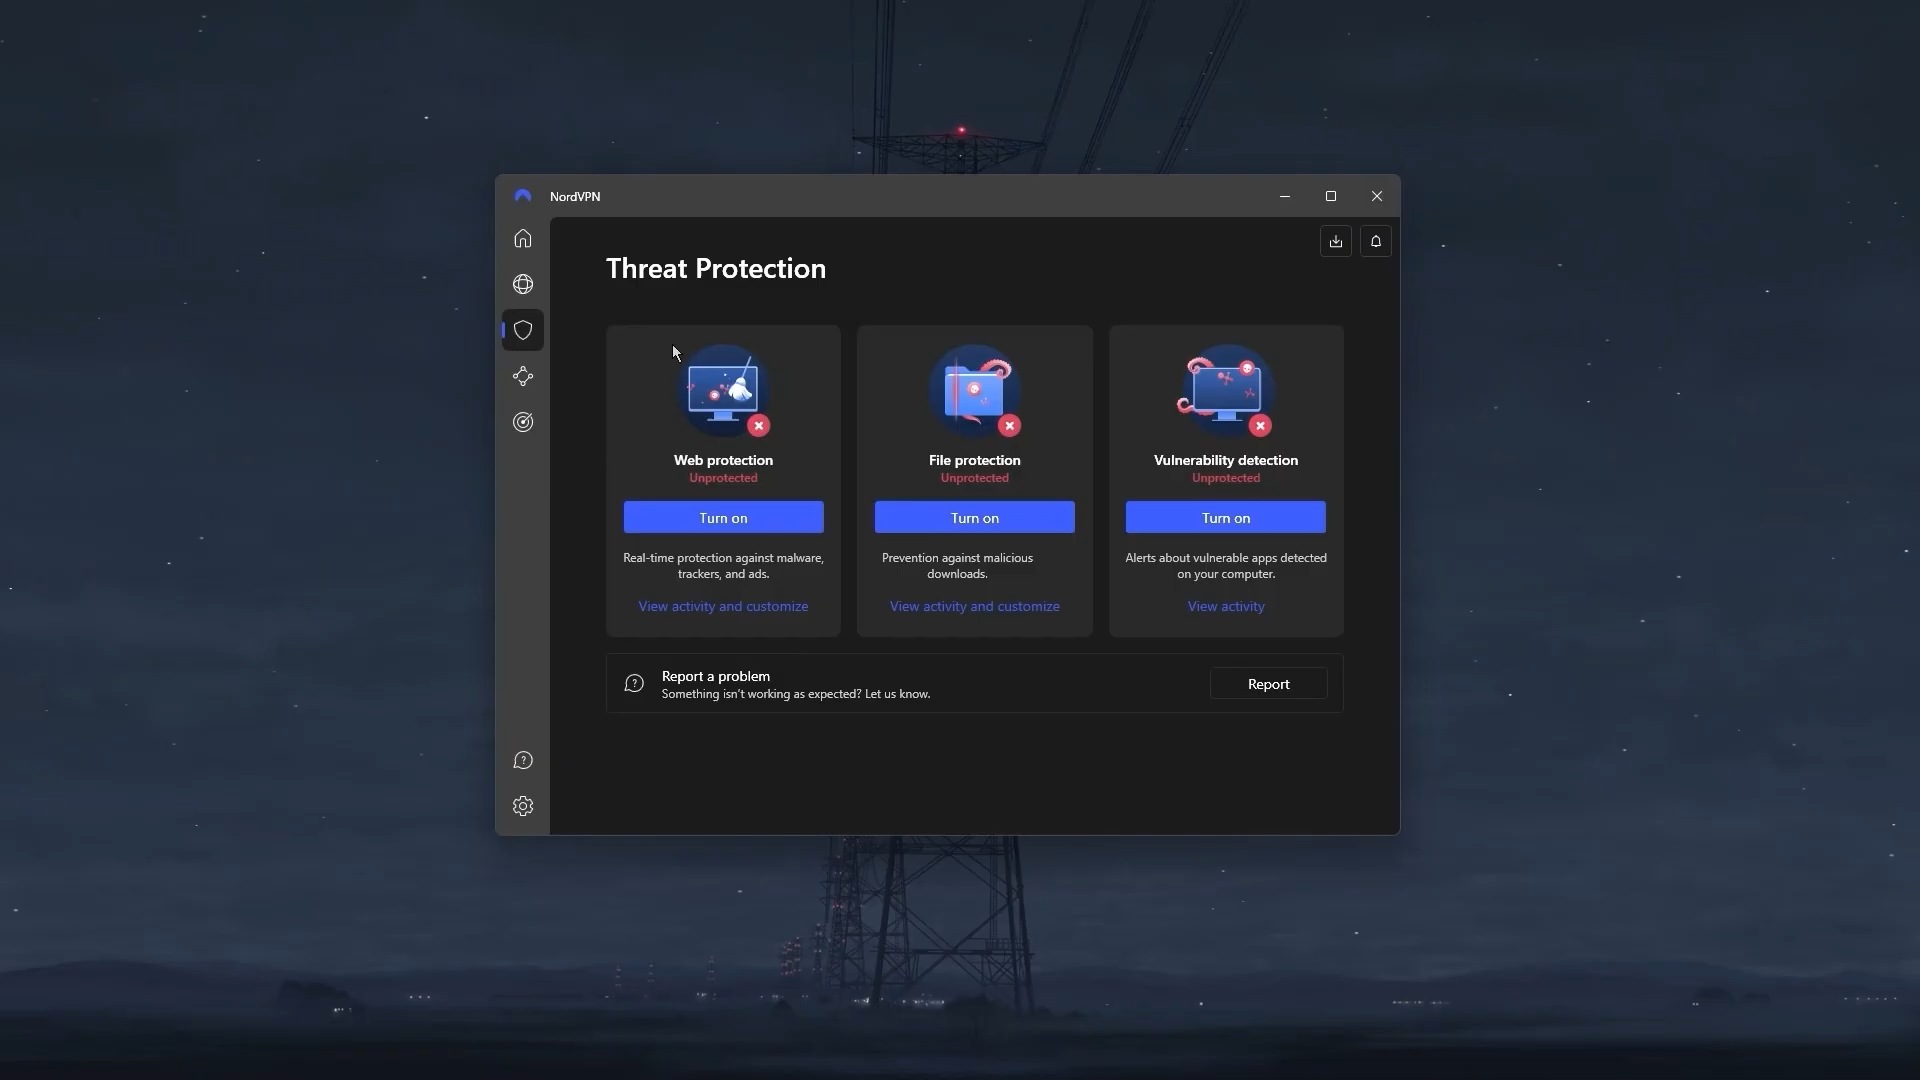 NordVPN
Threat Protection
Web protection
Unprotected
Turn on
Real-time protection against malware,
trackers, and ads.
View activity and customize
File protection
Unprotected
Turn on
Prevention against malicious
downloads.
View activity and customize
Vulnerability detection
Unprotected
Turn on
Alerts about vulnerable apps detected
on your computer.
View activity
Report a problem
Something isn't working as expected? Let us know.
Report